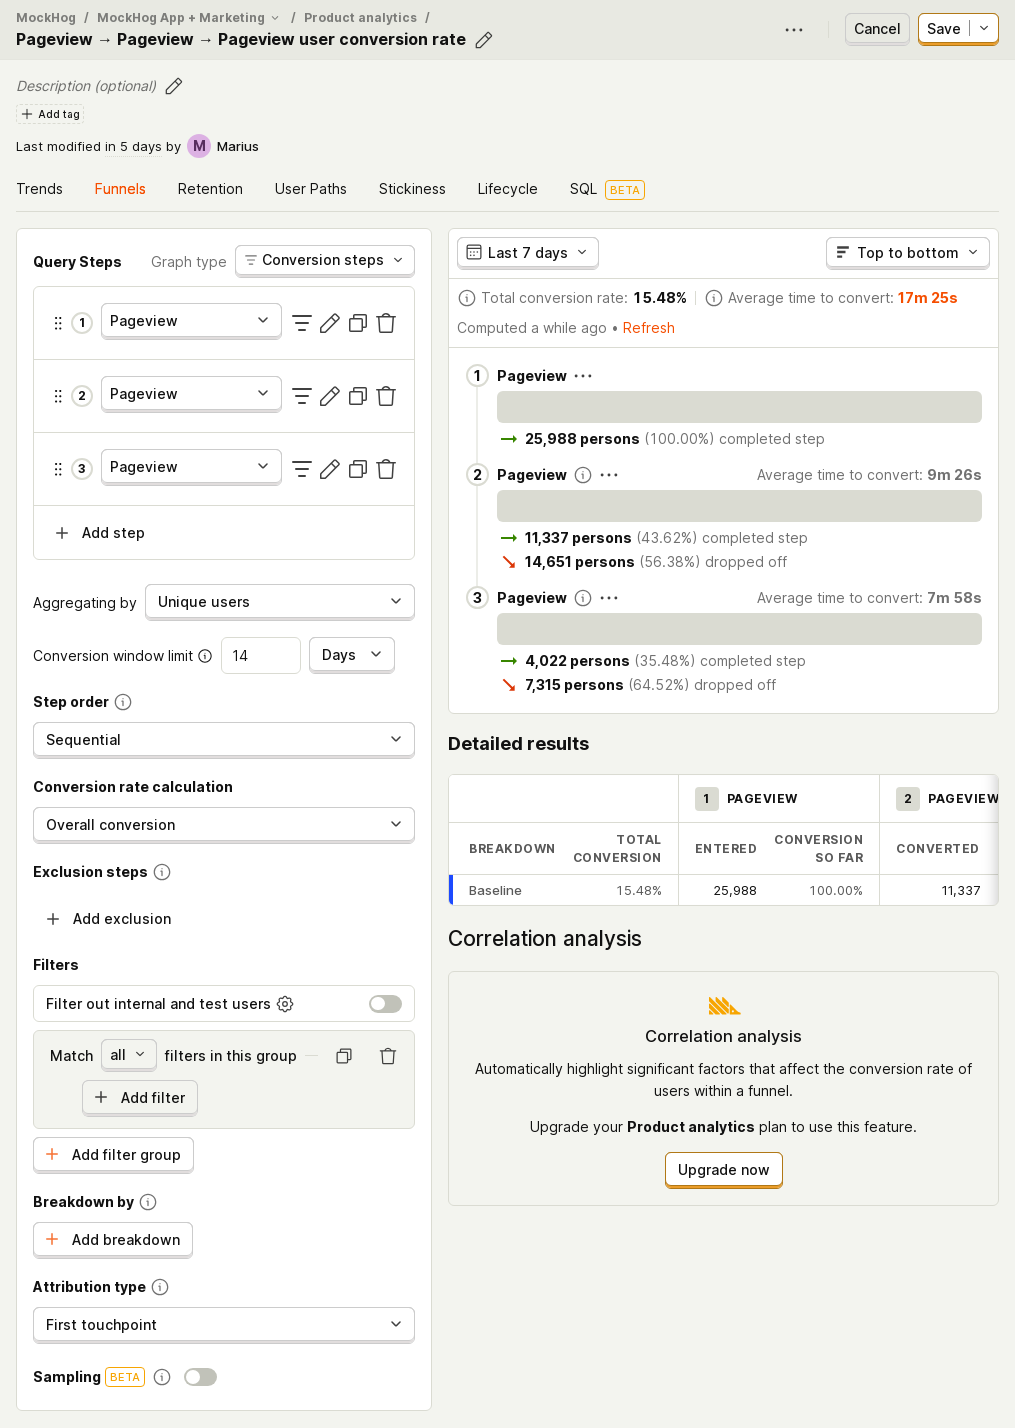 MockHog / MockHog App + Marketing / Product analytics /
Pageview → Pageview → Pageview user conversion rate
Cancel
Save
Description (optional)
Add tag
Last modified in 5 days by M Marius
Trends Funnels Retention User Paths Stickiness Lifecycle SQL BETA
Query Steps Graph type Conversion steps
1 Pageview
2 Pageview
3 Pageview
Add step
Aggregating by Unique users
Conversion window limit 14 Days
Step order
Sequential
Conversion rate calculation
Overall conversion
Exclusion steps
Add exclusion
Filters
Filter out internal and test users
Match all filters in this group
Add filter
Add filter group
Breakdown by
Add breakdown
Attribution type
First touchpoint
Sampling BETA
Last 7 days Top to bottom
Total conversion rate: 15.48% Average time to convert: 17m 25s
Computed a while ago • Refresh
1 Pageview
25,988 persons (100.00%) completed step
2 Pageview Average time to convert: 9m 26s
11,337 persons (43.62%) completed step
14,651 persons (56.38%) dropped off
3 Pageview Average time to convert: 7m 58s
4,022 persons (35.48%) completed step
7,315 persons (64.52%) dropped off
Detailed results
1 PAGEVIEW 2 PAGEVIEW
BREAKDOWN TOTAL CONVERSION ENTERED CONVERSION SO FAR CONVERTED
Baseline 15.48% 25,988 100.00% 11,337
Correlation analysis
Correlation analysis
Automatically highlight significant factors that affect the conversion rate of
users within a funnel.
Upgrade your Product analytics plan to use this feature.
Upgrade now